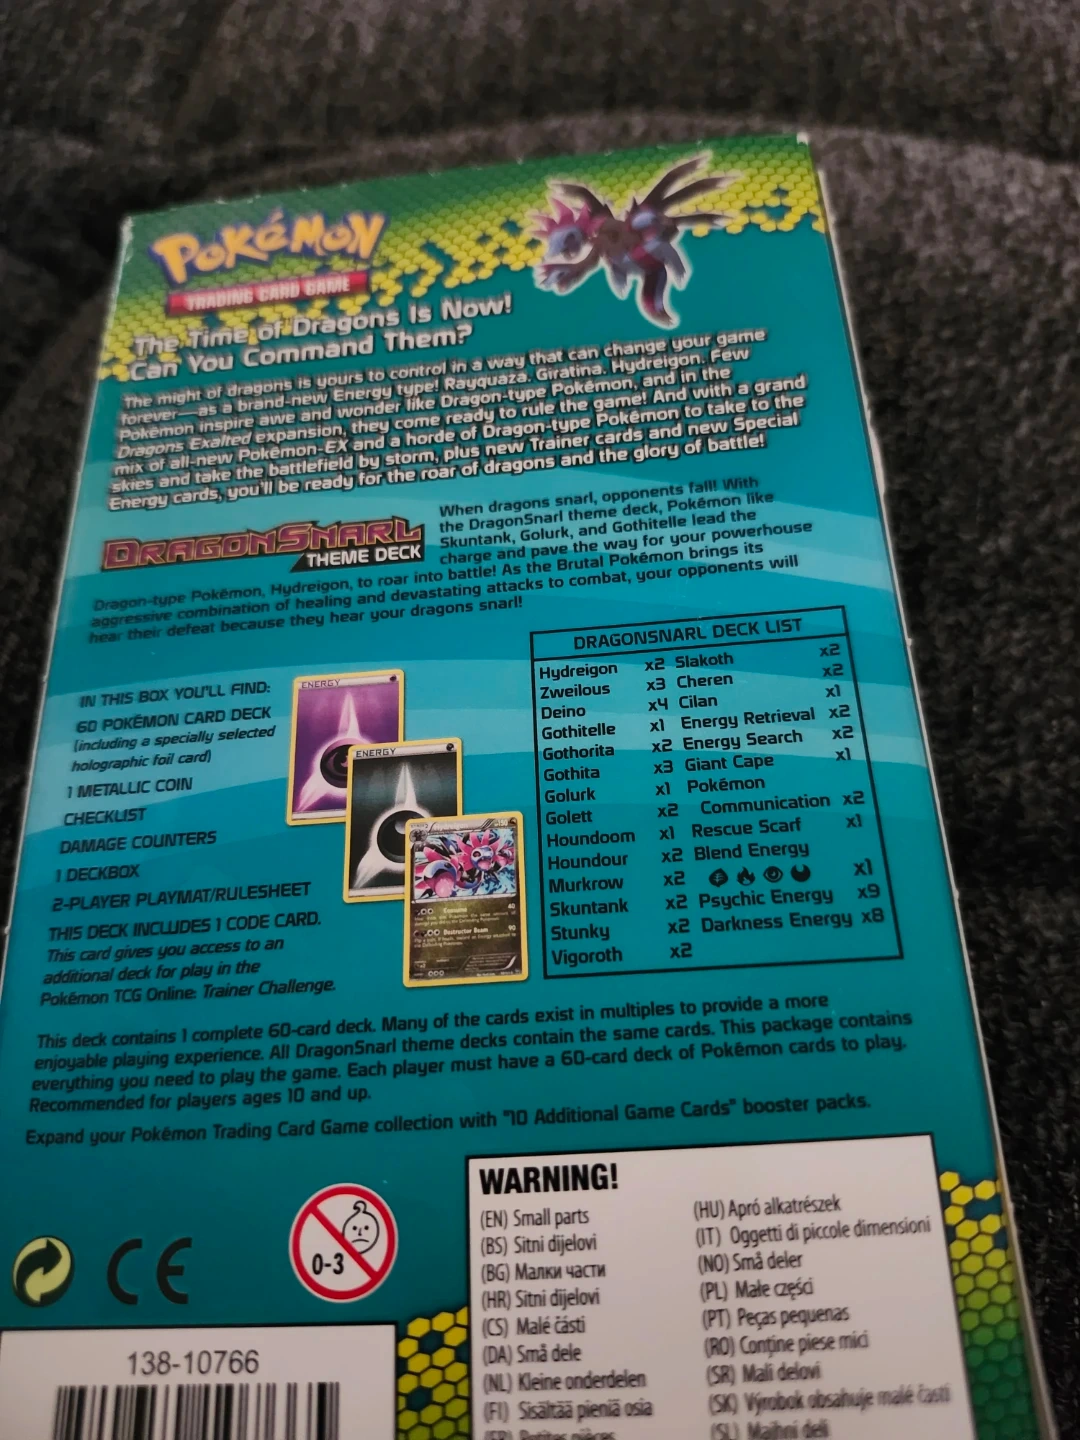 POKéMON
TRADING CARD GAME
The Time of Dragons Is Now!
Can You Command Them?
The might of dragons is yours to control in a way that can change your game
forever—as a brand-new Energy type! Rayquaza. Giratina. Hydreigon. Few
Pokémon inspire awe and wonder like Dragon-type Pokémon, and in the
Dragons Exalted expansion, they come ready to rule the game! And with a grand
mix of all-new Pokémon-EX and a horde of Dragon-type Pokémon to take to the
skies and take the battlefield by storm, plus new Trainer cards and new Special
Energy cards, you'll be ready for the roar of dragons and the glory of battle!
DRAGONSNARL
THEME DECK
When dragons snarl, opponents fall! With
the DragonSnarl theme deck, Pokémon like
Skuntank, Golurk, and Gothitelle lead the
charge and pave the way for your powerhouse
Dragon-type Pokémon, Hydreigon, to roar into battle! As the Brutal Pokémon brings its
aggressive combination of healing and devastating attacks to combat, your opponents will
hear their defeat because they hear your dragons snarl!
IN THIS BOX YOU'LL FIND:
60 POKÉMON CARD DECK
(including a specially selected
holographic foil card)
1 METALLIC COIN
CHECKLIST
DAMAGE COUNTERS
1 DECKBOX
2-PLAYER PLAYMAT/RULESHEET
THIS DECK INCLUDES 1 CODE CARD.
This card gives you access to an
additional deck for play in the
Pokémon TCG Online: Trainer Challenge.
ENERGY
ENERGY
40
Destructor Beam 90
DRAGONSNARL DECK LIST
Hydreigon x2
Zweilous x3
Deino x4
Gothitelle x1
Gothorita x2
Gothita x3
Golurk x1
Golett x2
Houndoom x1
Houndour x2
Murkrow x2
Skuntank x2
Stunky x2
Vigoroth x2
Slakoth x2
Cheren x2
Cilan x1
Energy Retrieval x2
Energy Search x2
Giant Cape x1
Pokémon
Communication x2
Rescue Scarf x1
Blend Energy
x1
Psychic Energy x9
Darkness Energy x8
This deck contains 1 complete 60-card deck. Many of the cards exist in multiples to provide a more
enjoyable playing experience. All DragonSnarl theme decks contain the same cards. This package contains
everything you need to play the game. Each player must have a 60-card deck of Pokémon cards to play.
Recommended for players ages 10 and up.
Expand your Pokémon Trading Card Game collection with "10 Additional Game Cards" booster packs.
CE
0-3
138-10766
WARNING!
(EN) Small parts
(BS) Sitni dijelovi
(BG) Малки части
(HR) Sitni dijelovi
(CS) Malé části
(DA) Små dele
(NL) Kleine onderdelen
(FI) Sisältää pieniä osia
(FR) Petites pièces
(HU) Apró alkatrészek
(IT) Oggetti di piccole dimensioni
(NO) Små deler
(PL) Małe części
(PT) Peças pequenas
(RO) Conține piese mici
(SR) Mali delovi
(SK) Výrobok obsahuje malé časti
(SL) Majhni deli